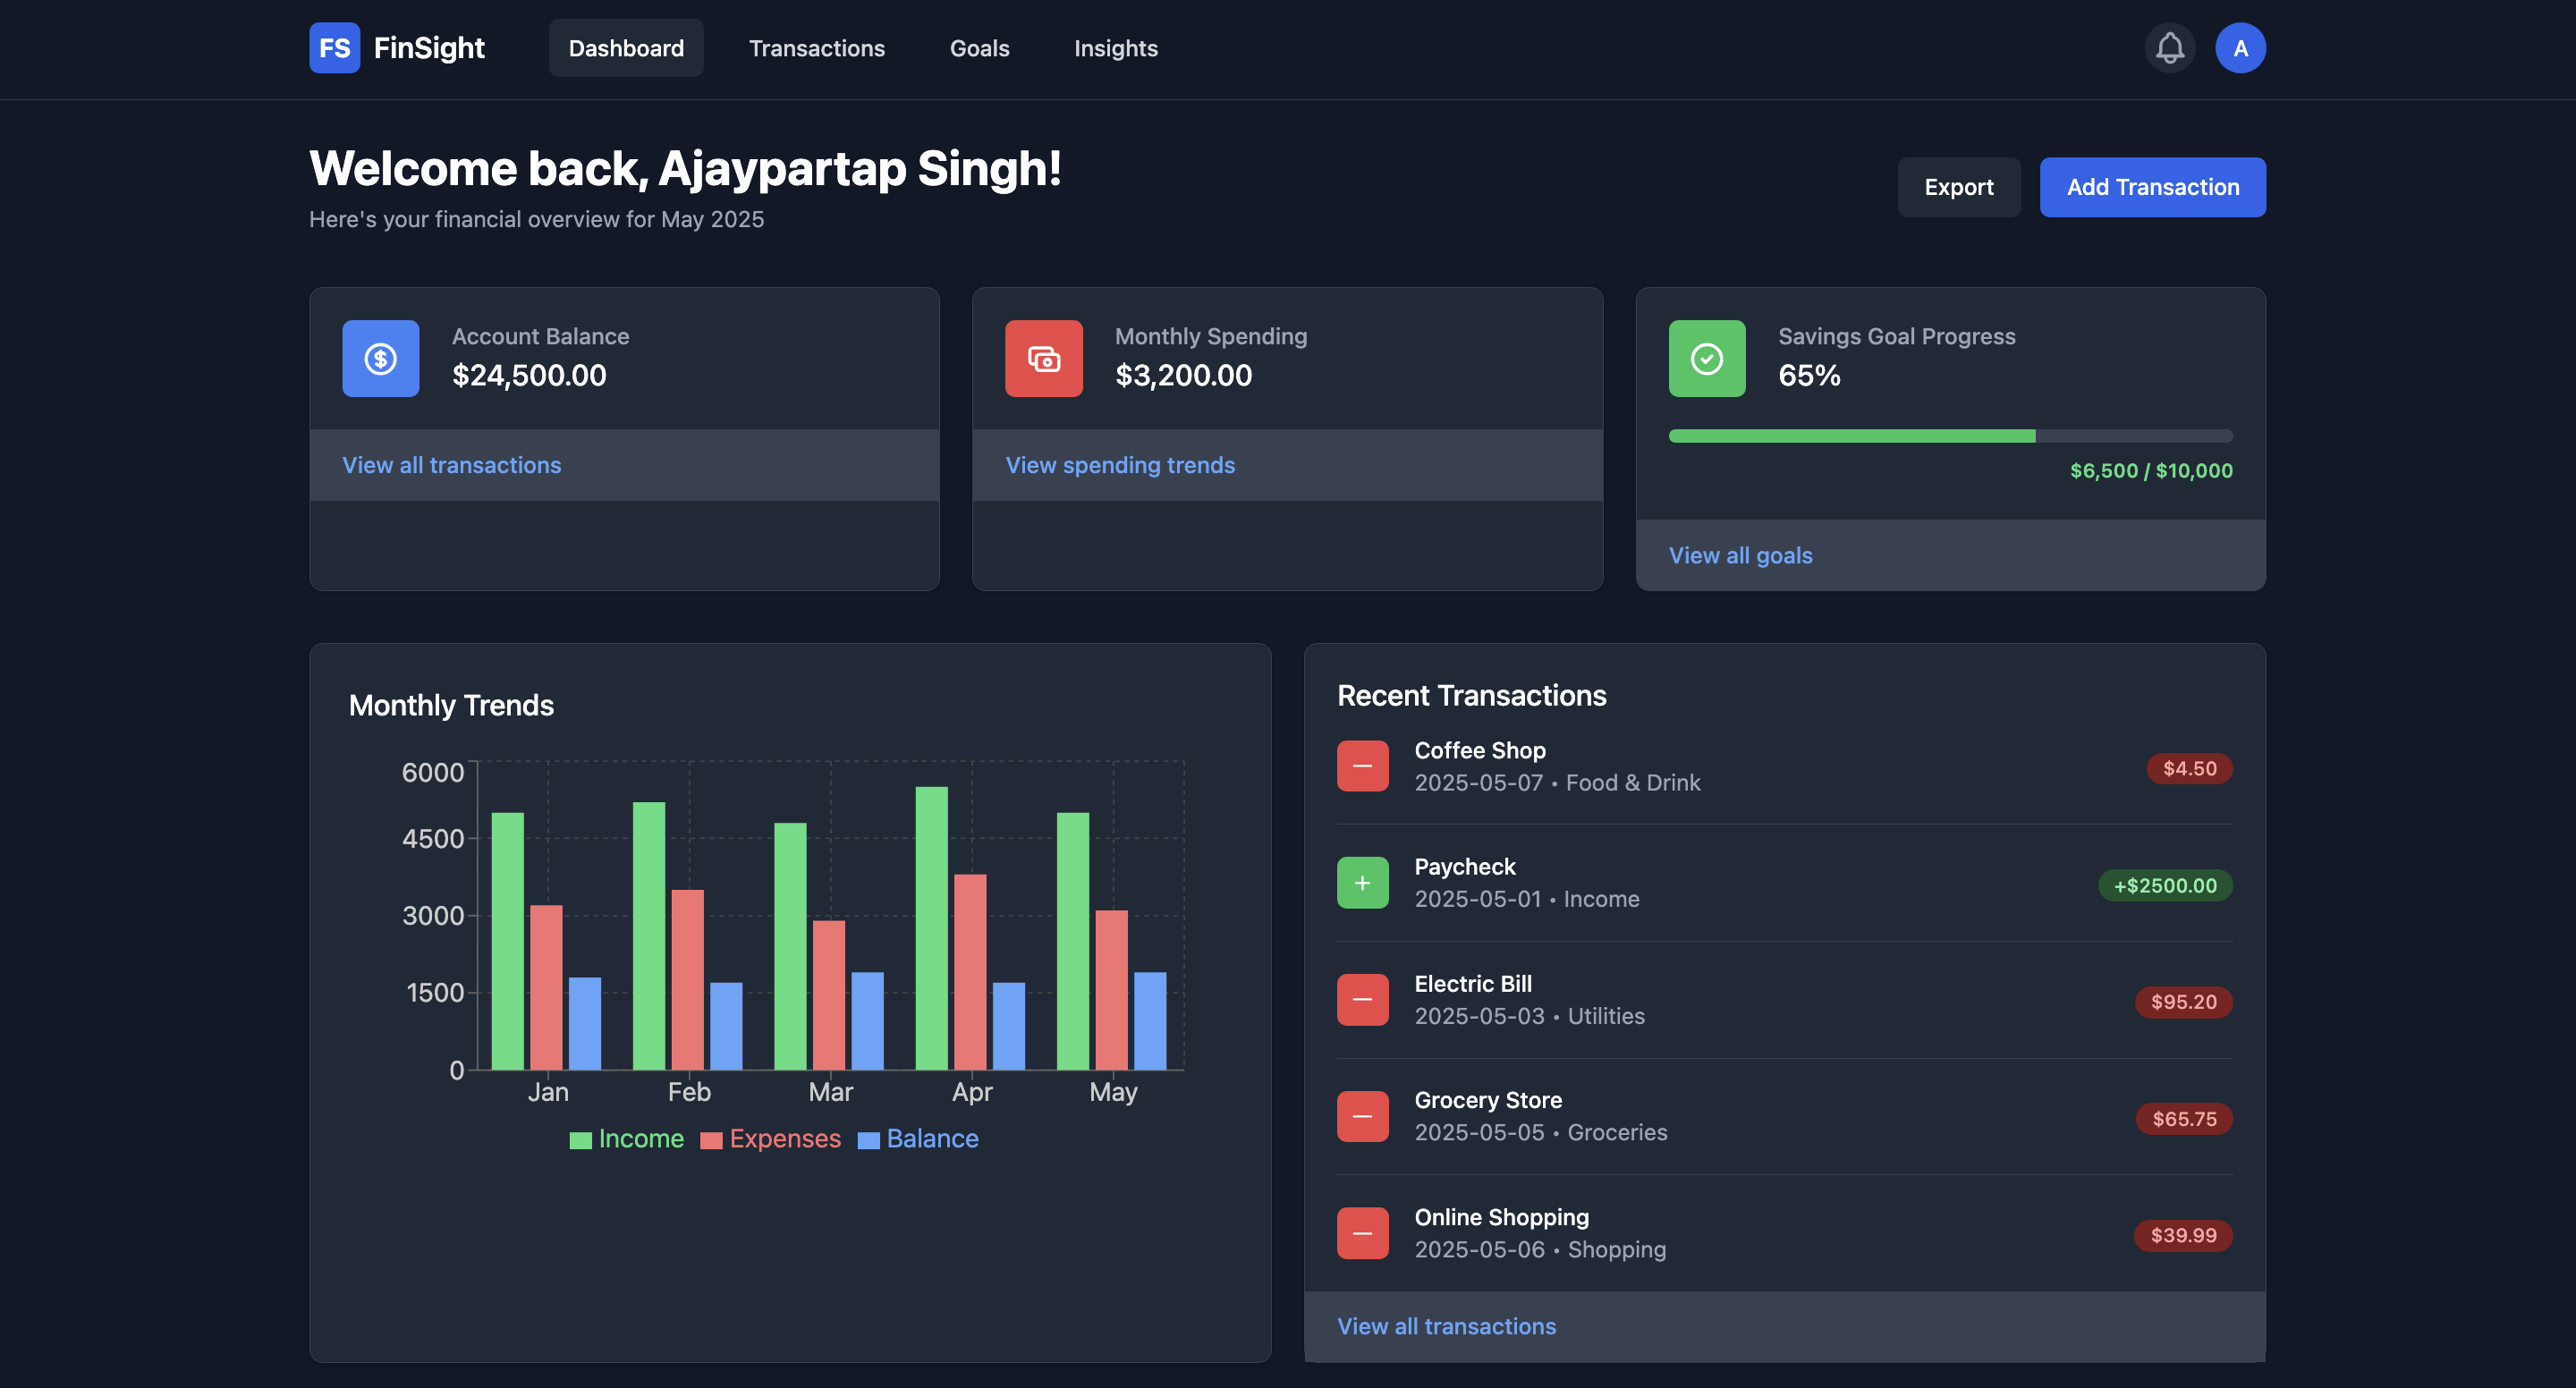 FS FinSight Dashboard Transactions Goals Insights A
Welcome back, Ajaypartap Singh!
Here's your financial overview for May 2025
Export Add Transaction
Account Balance
$24,500.00
View all transactions
Monthly Spending
$3,200.00
View spending trends
Savings Goal Progress
65%
$6,500 / $10,000
View all goals
Monthly Trends
6000
4500
3000
1500
0
Jan Feb Mar Apr May
Income Expenses Balance
Recent Transactions
Coffee Shop
2025-05-07 • Food & Drink
$4.50
Paycheck
2025-05-01 • Income
+$2500.00
Electric Bill
2025-05-03 • Utilities
$95.20
Grocery Store
2025-05-05 • Groceries
$65.75
Online Shopping
2025-05-06 • Shopping
$39.99
View all transactions